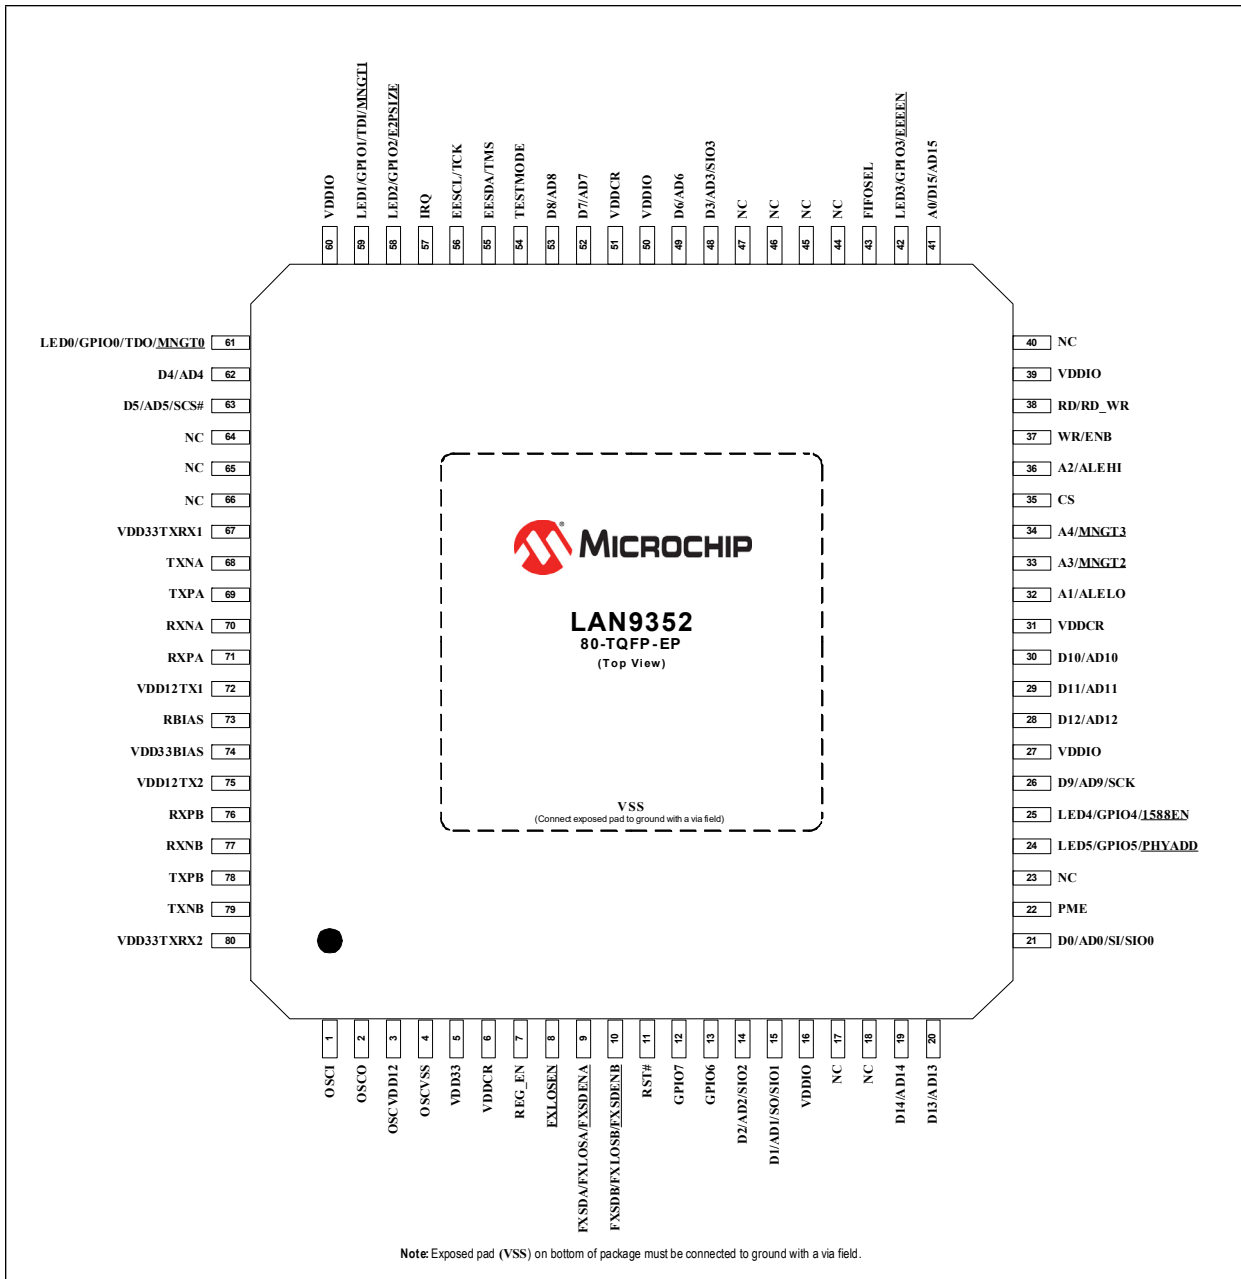 VDDIO
LED1/GPIO1/TDI/MNGT1
LED2/GPIO2/E2PSIZE
IRQ
EESCL/TCK
EESDA/TMS
TESTMODE
D8/AD8
D7/AD7
VDDCR
VDDIO
D6/AD6
D3/AD3/SIO3
NC
NC
NC
NC
FIFOSEL
LED3/GPIO3/EEEEN
A0/D15/AD15
60 59 58 57 56 55 54 53 52 51 50 49 48 47 46 45 44 43 42 41
LED0/GPIO0/TDO/MNGT0 61
D4/AD4 62
D5/AD5/SCS# 63
NC 64
NC 65
NC 66
VDD33TXRX1 67
TXNA 68
TXPA 69
RXNA 70
RXPA 71
VDD12TX1 72
RBIAS 73
VDD33BIAS 74
VDD12TX2 75
RXPB 76
RXNB 77
TXPB 78
TXNB 79
VDD33TXRX2 80
MICROCHIP
®
LAN9352
80-TQFP-EP
(Top View)
VSS
(Connect exposed pad to ground with a via field)
40 NC
39 VDDIO
38 RD/RD_WR
37 WR/ENB
36 A2/ALEHI
35 CS
34 A4/MNGT3
33 A3/MNGT2
32 A1/ALELO
31 VDDCR
30 D10/AD10
29 D11/AD11
28 D12/AD12
27 VDDIO
26 D9/AD9/SCK
25 LED4/GPIO4/1588EN
24 LED5/GPIO5/PHYADD
23 NC
22 PME
21 D0/AD0/SI/SIO0
1 2 3 4 5 6 7 8 9 10 11 12 13 14 15 16 17 18 19 20
OSCI
OSCO
OSCVDD12
OSCVSS
VDD33
VDDCR
REG_EN
EXLOSEN
FXSDA/FXLOSA/FXSDENA
FXSDB/FXLOSB/FXSDENB
RST#
GPIO7
GPIO6
D2/AD2/SIO2
D1/AD1/SO/SIO1
VDDIO
NC
NC
D14/AD14
D13/AD13
Note: Exposed pad (VSS) on bottom of package must be connected to ground with a via field.